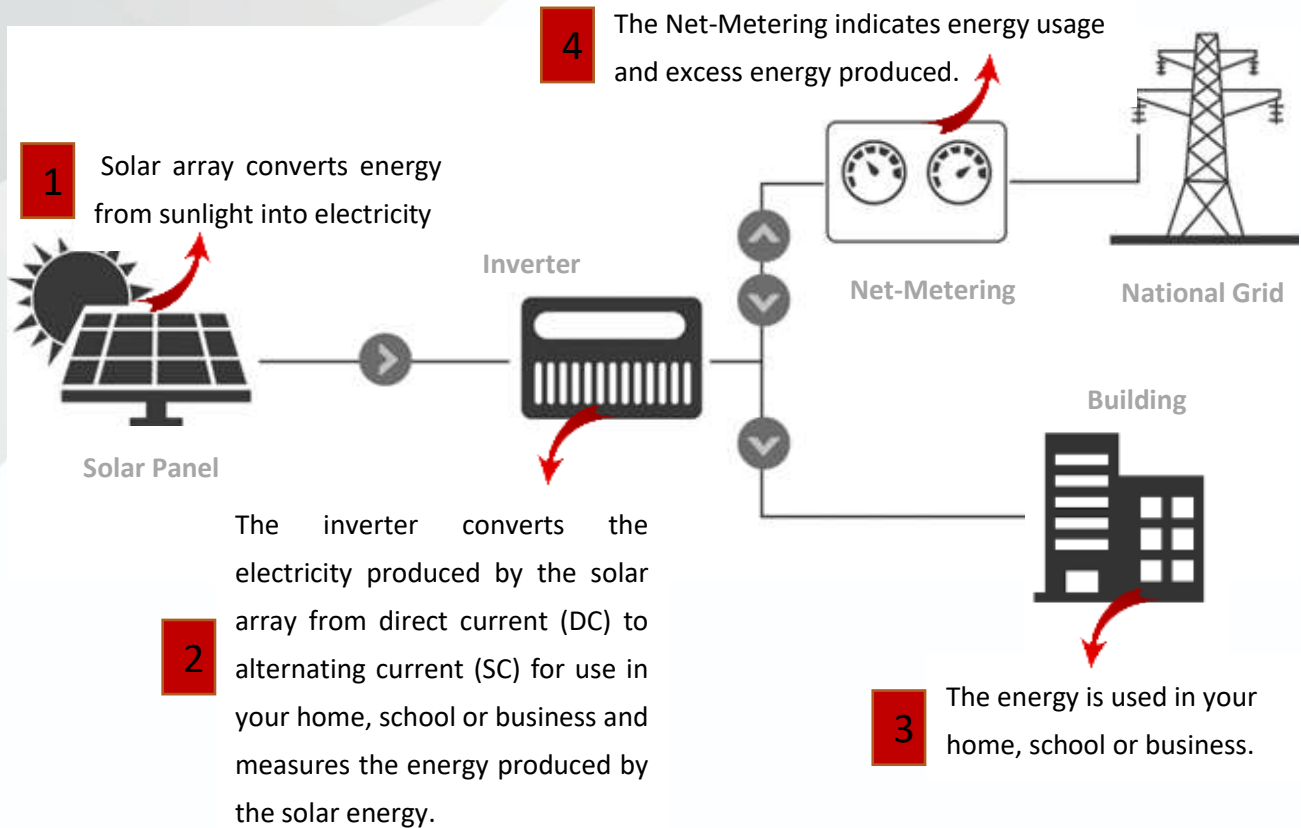 4
The Net-Metering indicates energy usage
and excess energy produced.
1
Solar array converts energy
from sunlight into electricity
Inverter
Net-Metering
National Grid
Solar Panel
Building
2
The inverter converts the
electricity produced by the solar
array from direct current (DC) to
alternating current (SC) for use in
your home, school or business and
measures the energy produced by
the solar energy.
3
The energy is used in your
home, school or business.